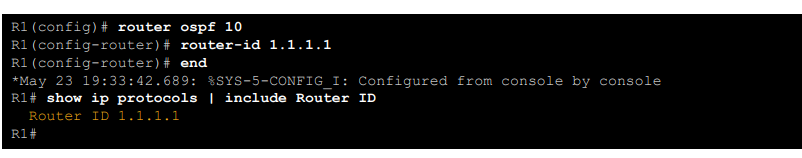 R1(config)# router ospf 10
R1(config-router)# router-id 1.1.1.1
R1(config-router)# end
*May 23 19:33:42.689: %SYS-5-CONFIG_I: Configured from console by console
R1# show ip protocols | include Router ID
  Router ID 1.1.1.1
R1#